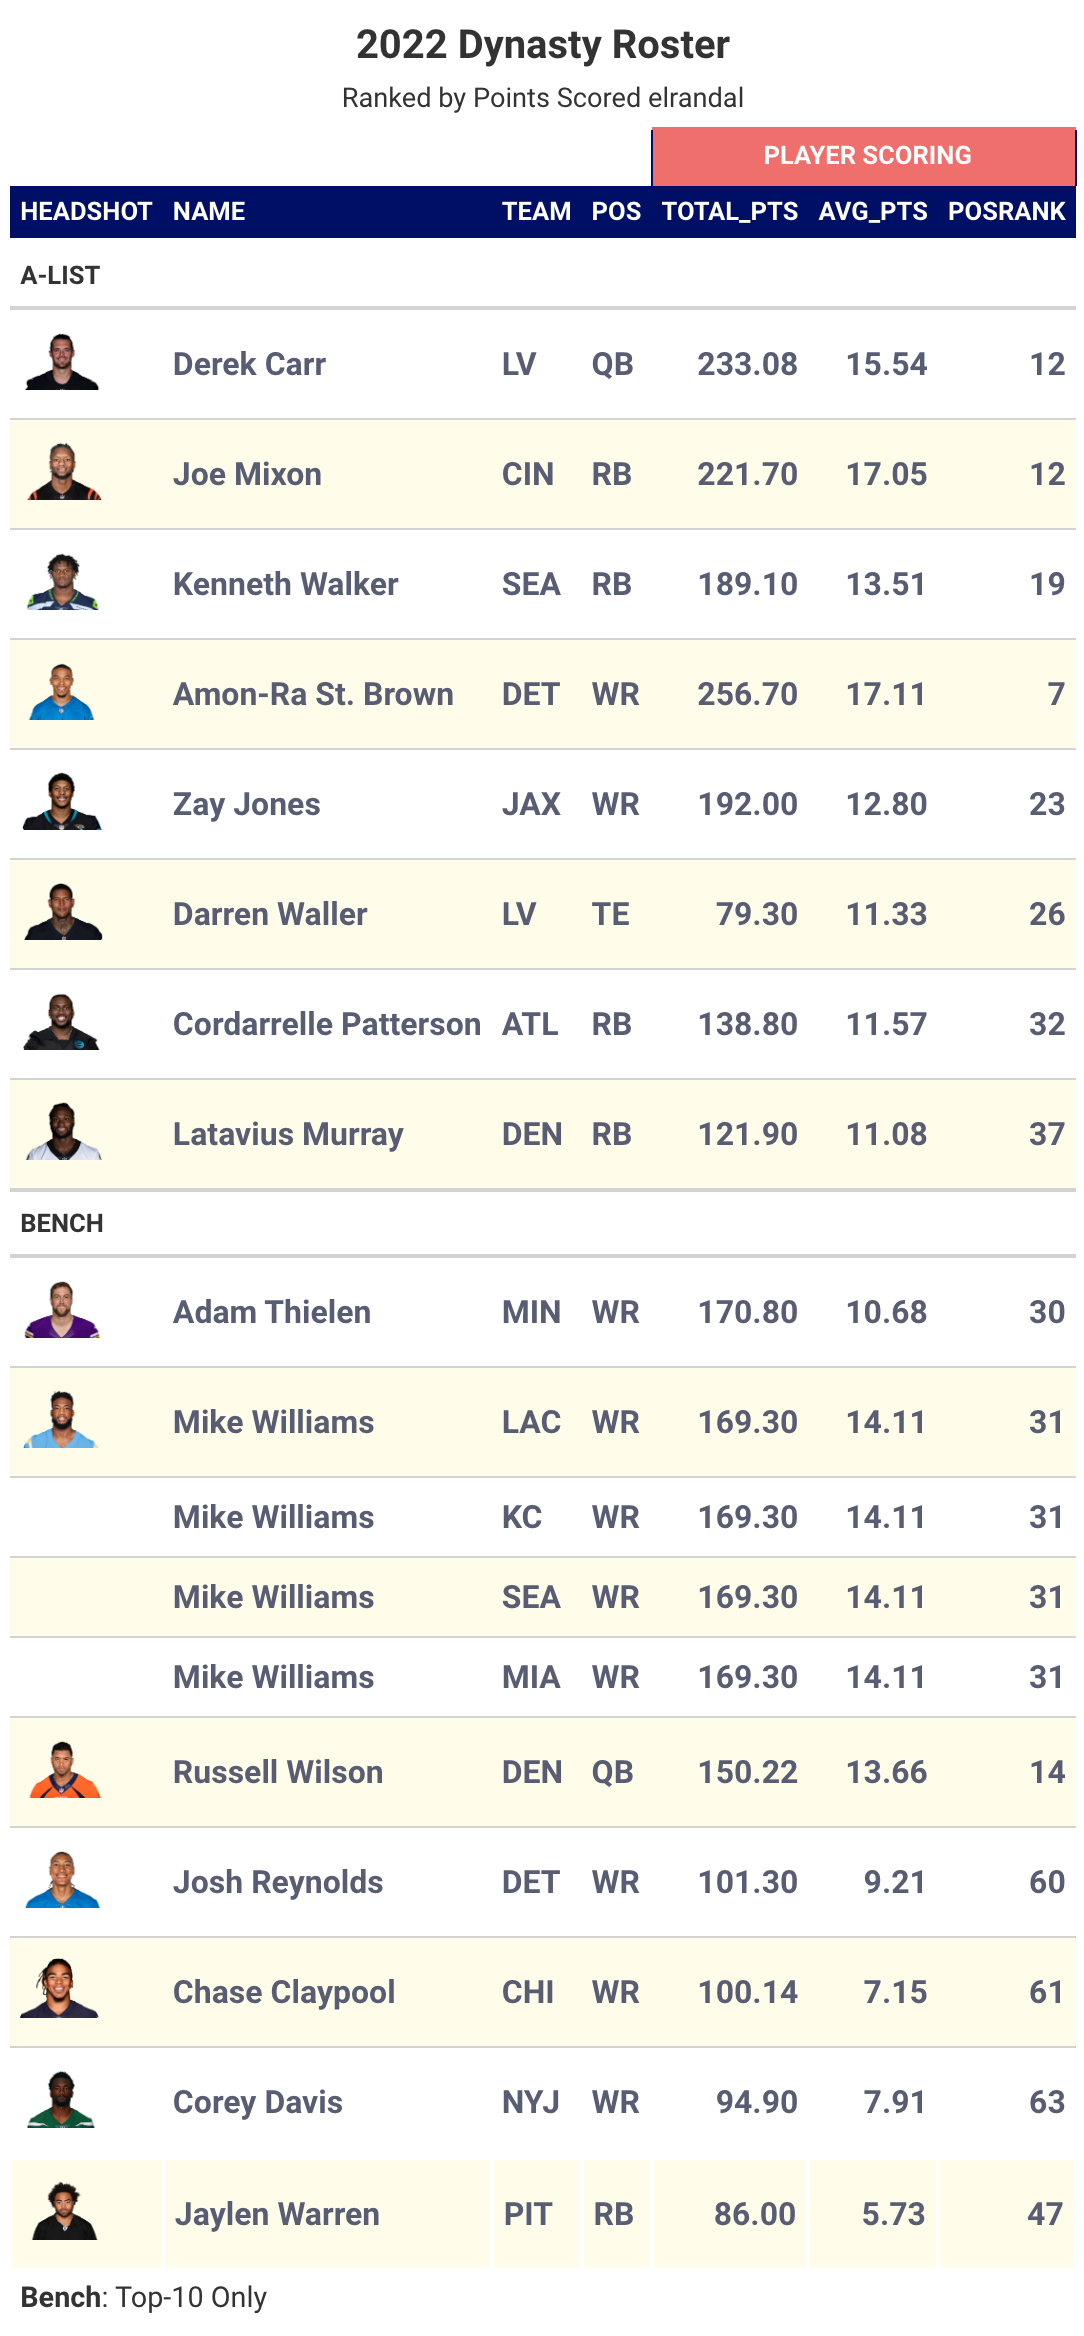 2022 Dynasty Roster
Ranked by Points Scored elrandal
PLAYER SCORING
HEADSHOT NAME TEAM POS TOTAL_PTS AVG_PTS POSRANK
A-LIST
Derek Carr LV QB 233.08 15.54 12
Joe Mixon CIN RB 221.70 17.05 12
Kenneth Walker SEA RB 189.10 13.51 19
Amon-Ra St. Brown DET WR 256.70 17.11 7
Zay Jones JAX WR 192.00 12.80 23
Darren Waller LV TE 79.30 11.33 26
Cordarrelle Patterson ATL RB 138.80 11.57 32
Latavius Murray DEN RB 121.90 11.08 37
BENCH
Adam Thielen MIN WR 170.80 10.68 30
Mike Williams LAC WR 169.30 14.11 31
Mike Williams KC WR 169.30 14.11 31
Mike Williams SEA WR 169.30 14.11 31
Mike Williams MIA WR 169.30 14.11 31
Russell Wilson DEN QB 150.22 13.66 14
Josh Reynolds DET WR 101.30 9.21 60
Chase Claypool CHI WR 100.14 7.15 61
Corey Davis NYJ WR 94.90 7.91 63
Jaylen Warren PIT RB 86.00 5.73 47
Bench: Top-10 Only